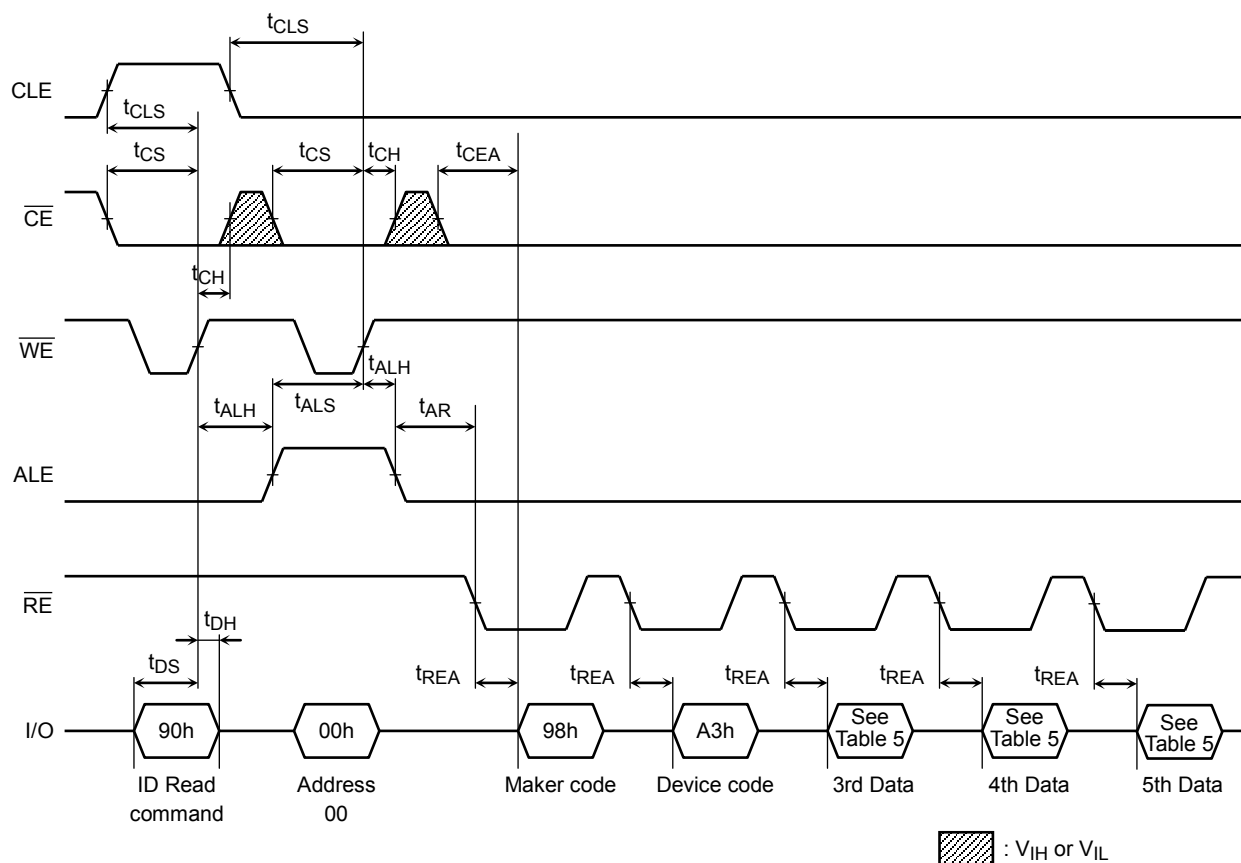 tCLS
CLE
tCLS
tCS
tCS
tCH
tCEA
CE
tCH
WE
tALH
tALH
tALS
tAR
ALE
RE
tDH
tDS
tREA
tREA
tREA
tREA
tREA
I/O
90h
00h
98h
A3h
See
Table 5
See
Table 5
See
Table 5
ID Read
command
Address
00
Maker code
Device code
3rd Data
4th Data
5th Data
: VIH or VIL